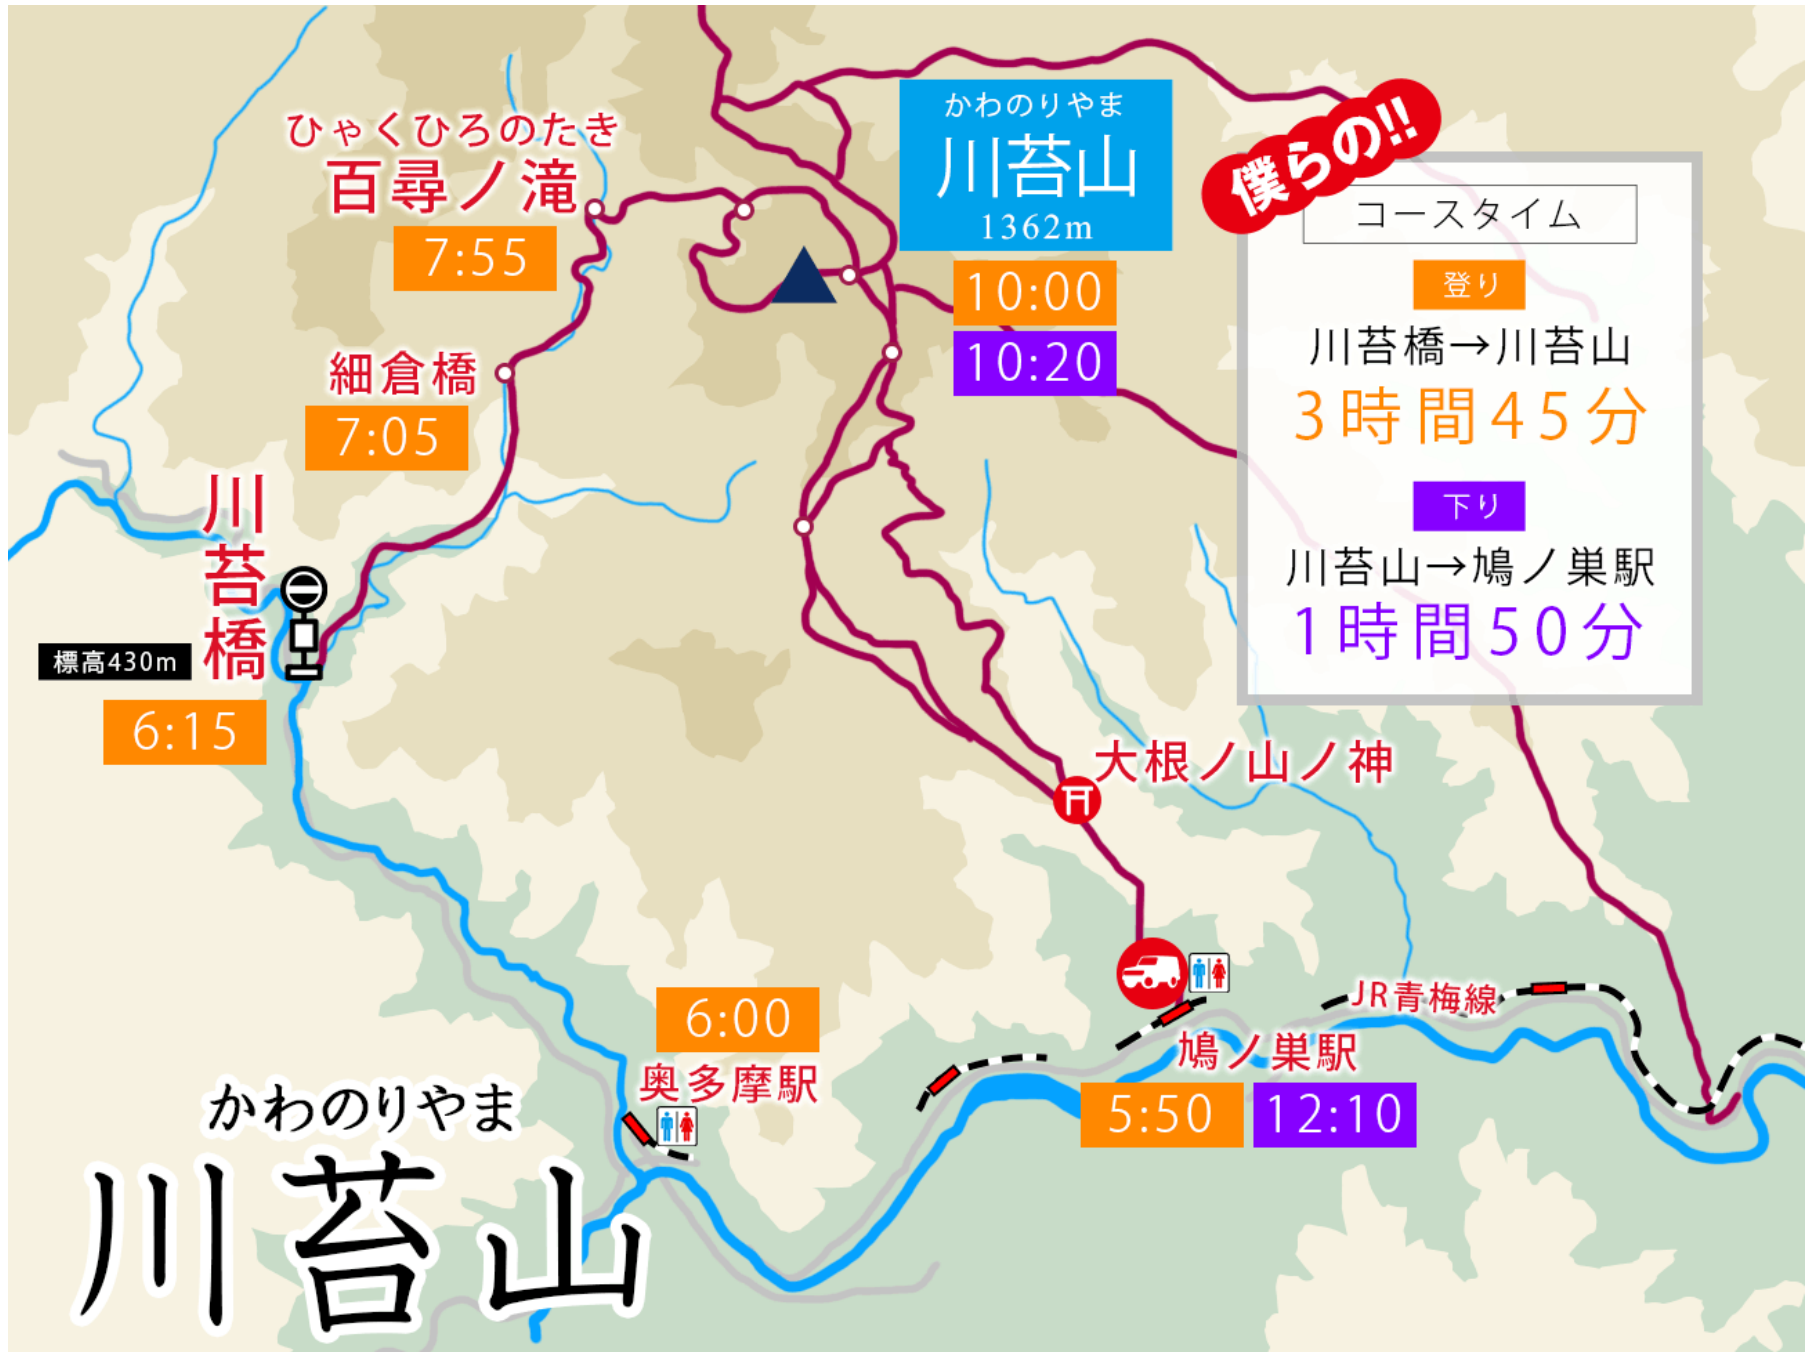 ひゃくひろのたき
百尋ノ滝
7:55
細倉橋
7:05
川苔橋
標高430m
6:15
かわのりやま
川苔山
1362m
10:00
10:20
僕らの!!
コースタイム
登り
川苔橋→川苔山
3時間45分
下り
川苔山→鳩ノ巣駅
1時間50分
大根ノ山ノ神
JR青梅線
鳩ノ巣駅
5:50
12:10
6:00
奥多摩駅
かわのりやま
川苔山